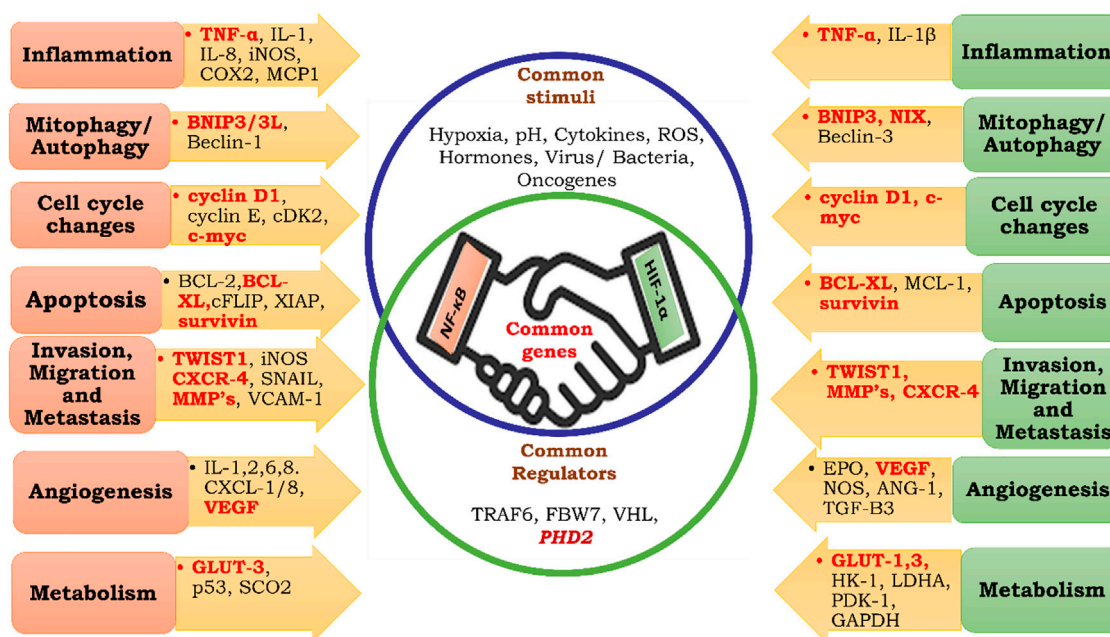 Inflammation
• TNF-α, IL-1,
IL-8, iNOS,
COX2, MCP1
Mitophagy/
Autophagy
• BNIP3/3L,
Beclin-1
Cell cycle
changes
• cyclin D1,
cyclin E, cDK2,
c-myc
Apoptosis
• BCL-2,BCL-
XL,cFLIP, XIAP,
survivin
Invasion,
Migration
and
Metastasis
• TWIST1, iNOS
CXCR-4, SNAIL,
MMP's, VCAM-1
Angiogenesis
• IL-1,2,6,8.
CXCL-1/8,
VEGF
Metabolism
• GLUT-3,
p53, SCO2
Common
stimuli
Hypoxia, pH, Cytokines, ROS,
Hormones, Virus/ Bacteria,
Oncogenes
NF-κB
HIF-1α
Common
genes
Common
Regulators
TRAF6, FBW7, VHL,
PHD2
• TNF-α, IL-1β
Inflammation
• BNIP3, NIX,
Beclin-3
Mitophagy/
Autophagy
• cyclin D1, c-
myc
Cell cycle
changes
• BCL-XL, MCL-1,
survivin
Apoptosis
• TWIST1,
MMP's, CXCR-4
Invasion,
Migration
and
Metastasis
• EPO, VEGF,
NOS, ANG-1,
TGF-B3
Angiogenesis
• GLUT-1,3,
HK-1, LDHA,
PDK-1,
GAPDH
Metabolism